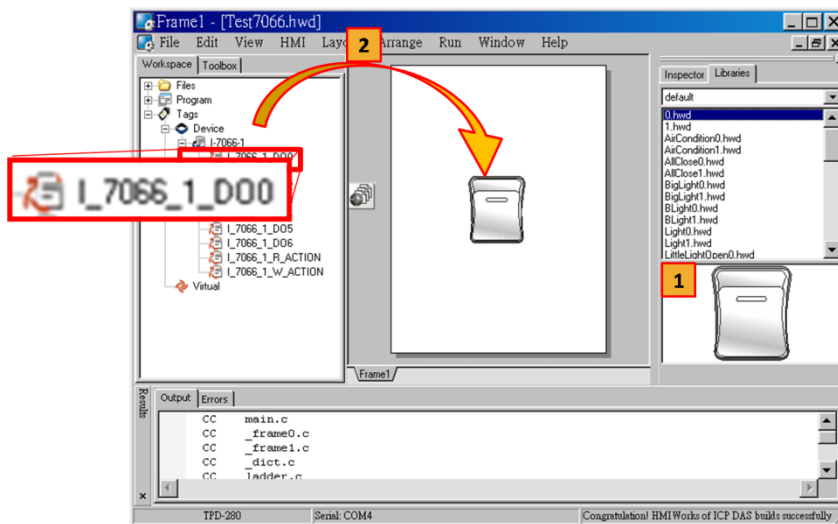 Frame1 - [Test7066.hwd]
File Edit View HMI Arrange Run Window Help
2
Workspace Toolbox
Files
Program
Tags
Device
I-7066-1
I_7066_1_DO0
I_7066_1_DO5
I_7066_1_DO6
I_7066_1_R_ACTION
I_7066_1_W_ACTION
Virtual
Frame1
Inspector Libraries
default
0.hwd
1.hwd
AirCondition0.hwd
AirCondition1.hwd
AllClose0.hwd
AllClose1.hwd
BigLight0.hwd
BigLight1.hwd
BLight0.hwd
BLight1.hwd
Light0.hwd
Light1.hwd
LittleLightOpen0.hwd
1
Results
Output Errors
CC main.c
CC _frame0.c
CC _frame1.c
CC _dict.c
CC ladder.c
TPD-280 Serial: COM4 Congratulation! HMIWorks of ICP DAS builds successfully